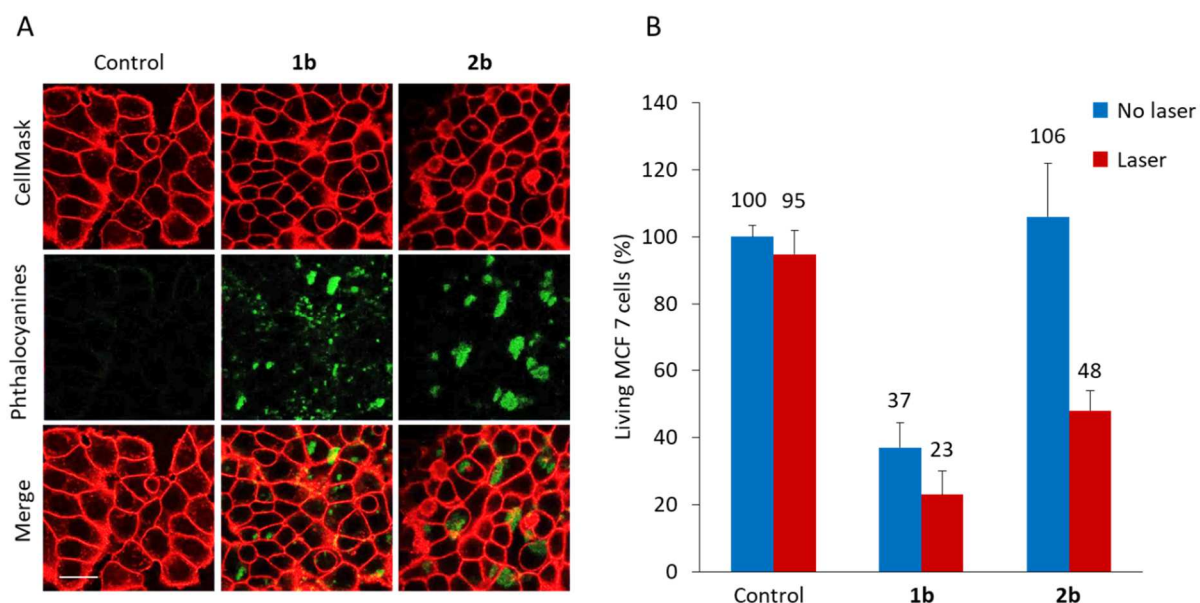 A
Control 1b 2b
CellMask
Phthalocyanines
Merge
B
Living MCF 7 cells (%)
140
120
100
80
60
40
20
0
100 95
37
23
106
48
No laser
Laser
Control 1b 2b